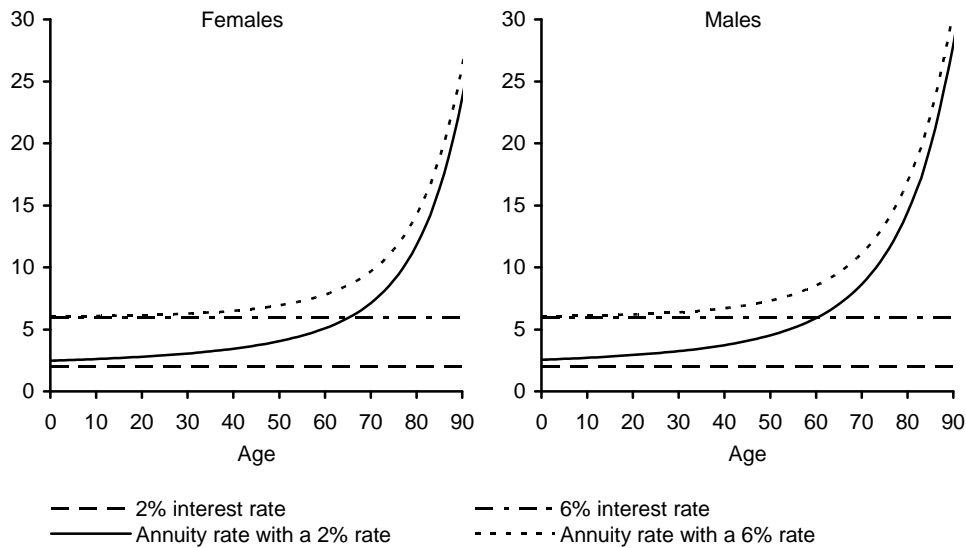 Females
30
25
20
15
10
5
0
0 10 20 30 40 50 60 70 80 90
Age
Males
30
25
20
15
10
5
0
0 10 20 30 40 50 60 70 80 90
Age
2% interest rate
6% interest rate
Annuity rate with a 2% rate
Annuity rate with a 6% rate